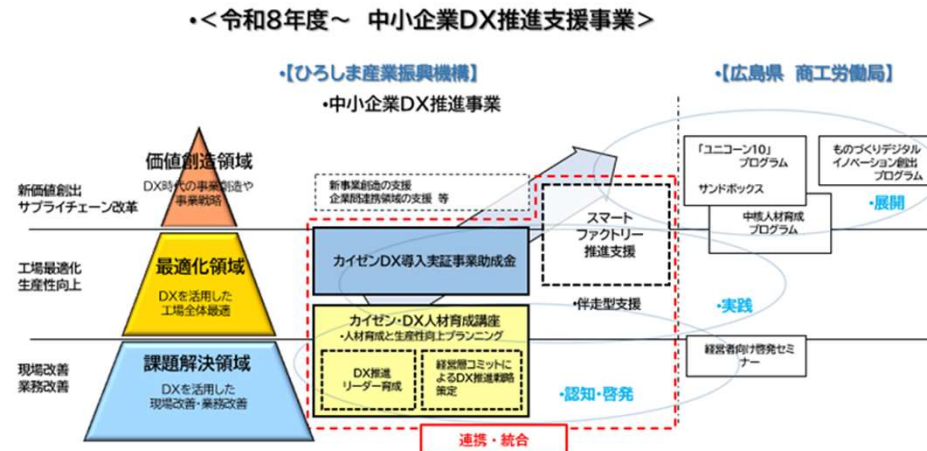 ・＜令和8年度～ 中小企業DX推進支援事業＞
・【ひろしま産業振興機構】
・中小企業DX推進事業
・【広島県 商工労働局】
新価値創出
サプライチェーン改革
価値創造領域
DX時代の事業創造や
事業戦略
新事業創造の支援
企業間連携領域の支援 等
スマート
ファクトリー
推進支援
「ユニコーン10」
プログラム
サンドボックス
ものづくりデジタル
イノベーション創出
プログラム
・展開
中核人材育成
プログラム
工場最適化
生産性向上
最適化領域
DXを活用した
工場全体最適
カイゼンDX導入実証事業助成金
・伴走型支援
・実践
カイゼン・DX人材育成講座
・人材育成と生産性向上プランニング
現場改善
業務改善
課題解決領域
DXを活用した
現場改善・業務改善
DX推進
リーダー育成
経営層コミット
によるDX推進戦略
策定
・認知・啓発
経営者向け啓発セミ
ナー
連携・統合